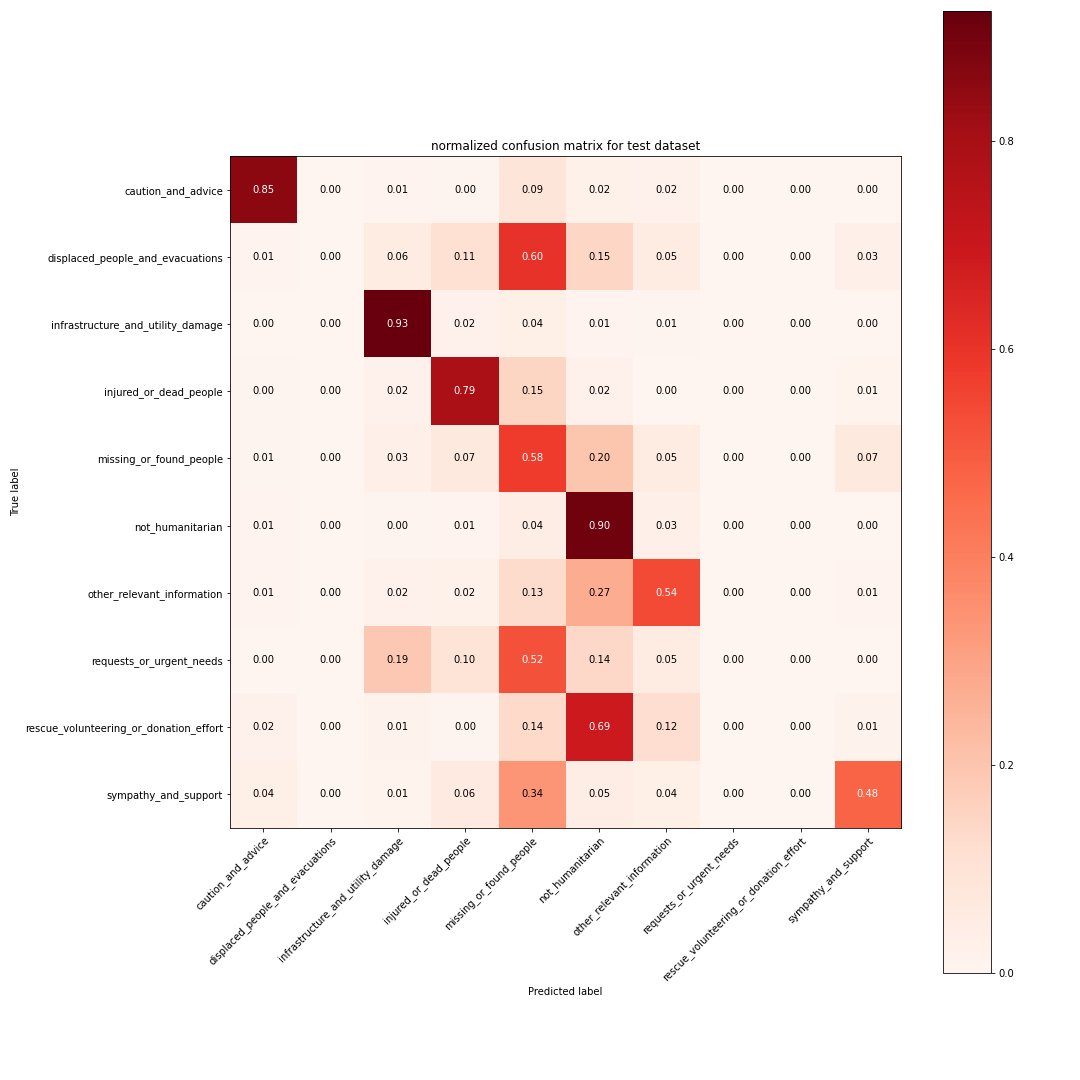 normalized confusion matrix for test dataset
caution_and_advice 0.85 0.00 0.01 0.00 0.09 0.02 0.02 0.00 0.00 0.00
displaced_people_and_evacuations 0.01 0.00 0.06 0.11 0.60 0.15 0.05 0.00 0.00 0.03
infrastructure_and_utility_damage 0.00 0.00 0.93 0.02 0.04 0.01 0.01 0.00 0.00 0.00
injured_or_dead_people 0.00 0.00 0.02 0.79 0.15 0.02 0.00 0.00 0.00 0.01
missing_or_found_people 0.01 0.00 0.03 0.07 0.58 0.20 0.05 0.00 0.00 0.07
not_humanitarian 0.01 0.00 0.00 0.01 0.04 0.90 0.03 0.00 0.00 0.00
other_relevant_information 0.01 0.00 0.02 0.02 0.13 0.27 0.54 0.00 0.00 0.01
requests_or_urgent_needs 0.00 0.00 0.19 0.10 0.52 0.14 0.05 0.00 0.00 0.00
rescue_volunteering_or_donation_effort 0.02 0.00 0.01 0.00 0.14 0.69 0.12 0.00 0.00 0.01
sympathy_and_support 0.04 0.00 0.01 0.06 0.34 0.05 0.04 0.00 0.00 0.48
True label
caution_and_advice
displaced_people_and_evacuations
infrastructure_and_utility_damage
injured_or_dead_people
missing_or_found_people
not_humanitarian
other_relevant_information
requests_or_urgent_needs
rescue_volunteering_or_donation_effort
sympathy_and_support
Predicted label
0.8
0.6
0.4
0.2
0.0